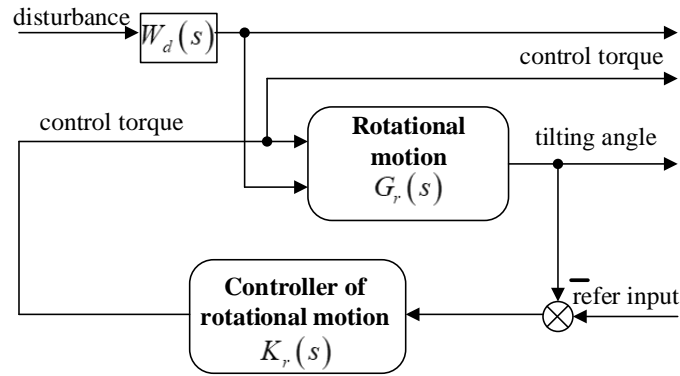 disturbance
W_d(s)
control torque
control torque
Rotational
motion
G_r(s)
tilting angle
Controller of
rotational motion
K_r(s)
−
refer input